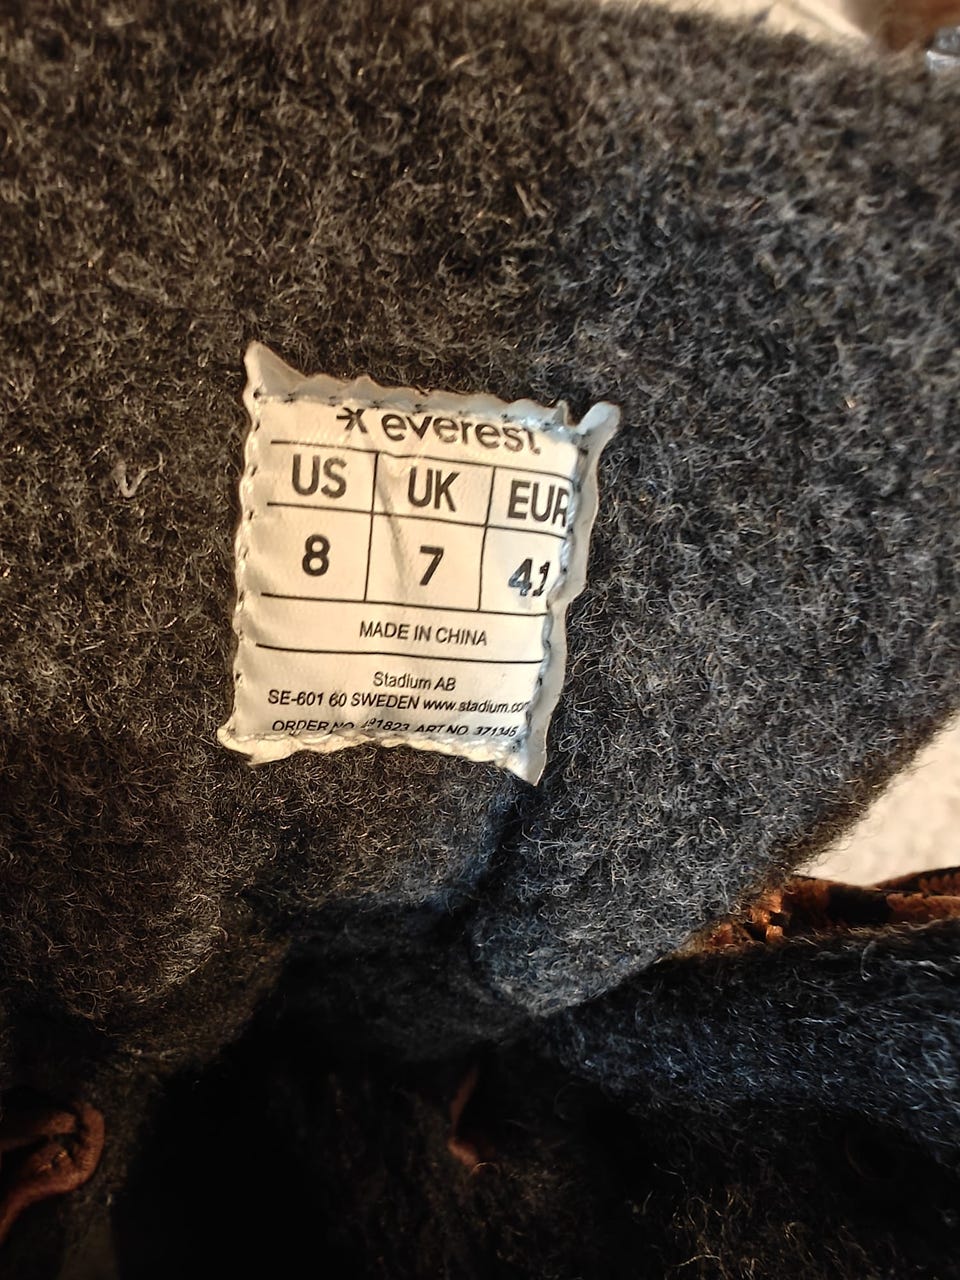 everest
US UK EUR
8 7 41
MADE IN CHINA
Stadium AB
SE-601 60 SWEDEN www.stadium.co
ORDER NO 491823 ART NO. 371345